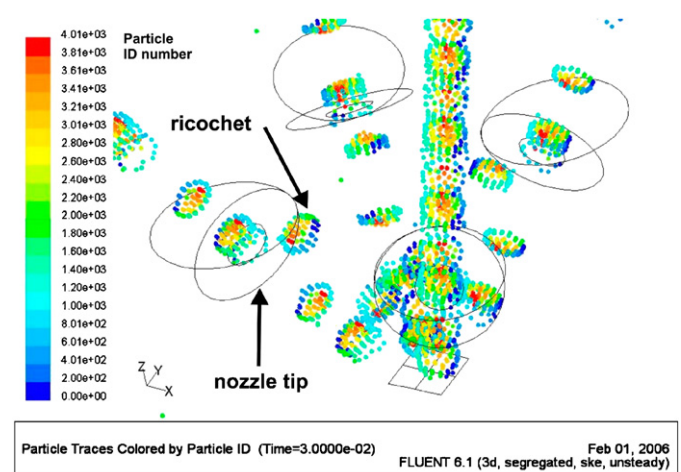 4.01e+03
3.81e+03
3.61e+03
3.41e+03
3.21e+03
3.01e+03
2.80e+03
2.60e+03
2.40e+03
2.20e+03
2.00e+03
1.80e+03
1.60e+03
1.40e+03
1.20e+03
1.00e+03
8.01e+02
6.01e+02
4.01e+02
2.00e+02
0.00e+00
Particle
ID number
ricochet
nozzle tip
Z
Y
X
Particle Traces Colored by Particle ID (Time=3.0000e-02)
Feb 01, 2006
FLUENT 6.1 (3d, segregated, ske, unsteady)